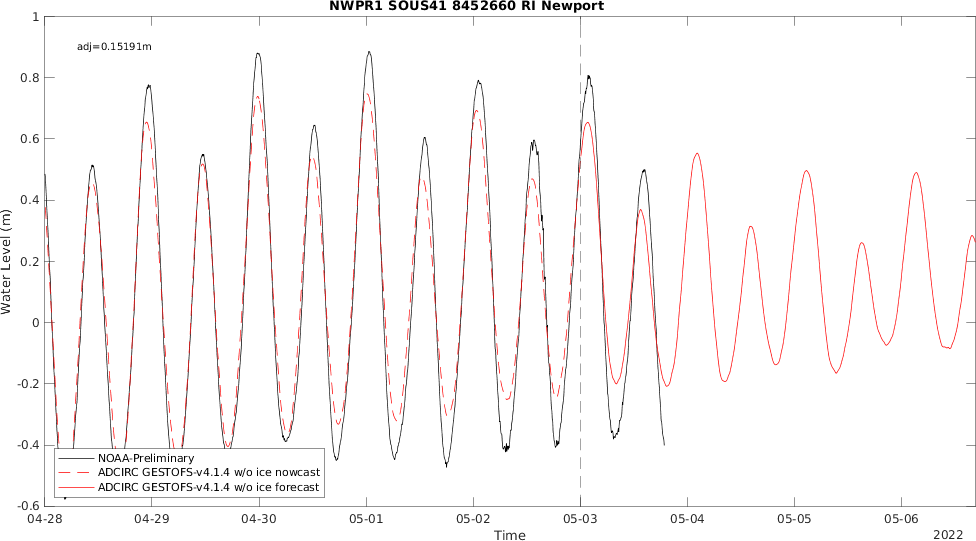 NWPR1 SOUS41 8452660 RI Newport
1
adj=0.15191m
0.8
0.6
0.4
0.2
0
-0.2
-0.4
-0.6
Water Level (m)
NOAA-Preliminary
ADCIRC GESTOFS-v4.1.4 w/o ice nowcast
ADCIRC GESTOFS-v4.1.4 w/o ice forecast
04-28 04-29 04-30 05-01 05-02 05-03 05-04 05-05 05-06
Time
2022